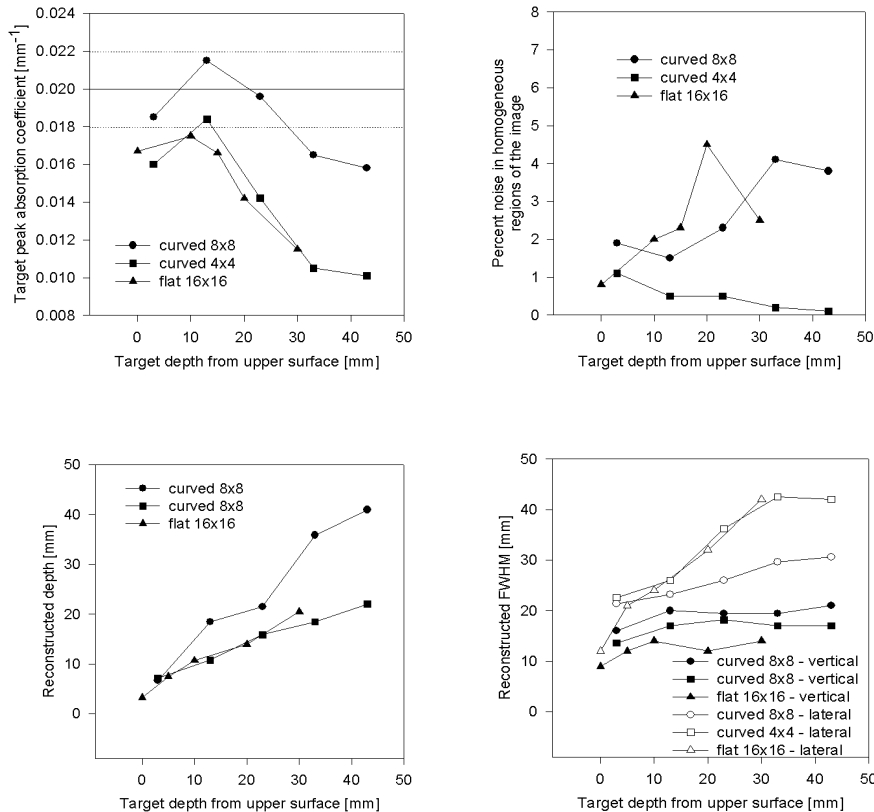 0.024
0.022
0.020
0.018
0.016
0.014
0.012
0.010
0.008
Target peak absorption coefficient [mm⁻¹]
curved 8x8
curved 4x4
flat 16x16
0 10 20 30 40 50
Target depth from upper surface [mm]
8
7
6
5
4
3
2
1
0
Percent noise in homogeneous
regions of the image
curved 8x8
curved 4x4
flat 16x16
0 10 20 30 40 50
Target depth from upper surface [mm]
50
40
30
20
10
0
Reconstructed depth [mm]
curved 8x8
curved 8x8
flat 16x16
0 10 20 30 40 50
Target depth from upper surface [mm]
50
40
30
20
10
0
Reconstructed FWHM [mm]
curved 8x8 - vertical
curved 8x8 - vertical
flat 16x16 - vertical
curved 8x8 - lateral
curved 4x4 - lateral
flat 16x16 - lateral
0 10 20 30 40 50
Target depth from upper surface [mm]